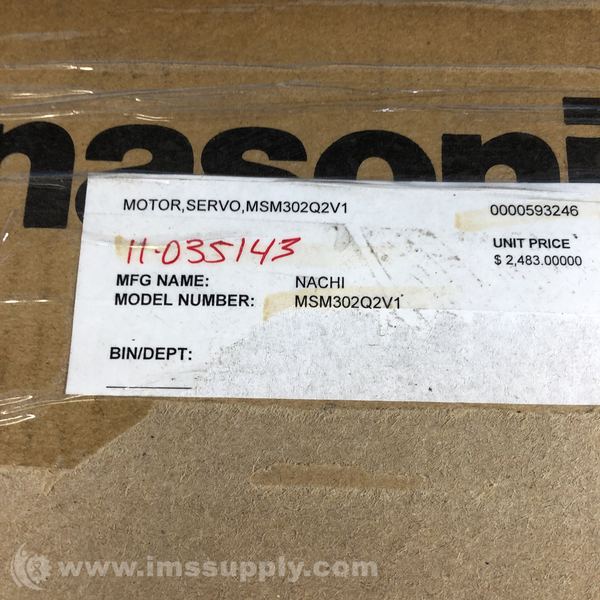 nasoni
MOTOR,SERVO,MSM302Q2V1 0000593246
11-035143 UNIT PRICE
$ 2,483.00000
MFG NAME: NACHI
MODEL NUMBER: MSM302Q2V1
BIN/DEPT:
www.imssupply.com